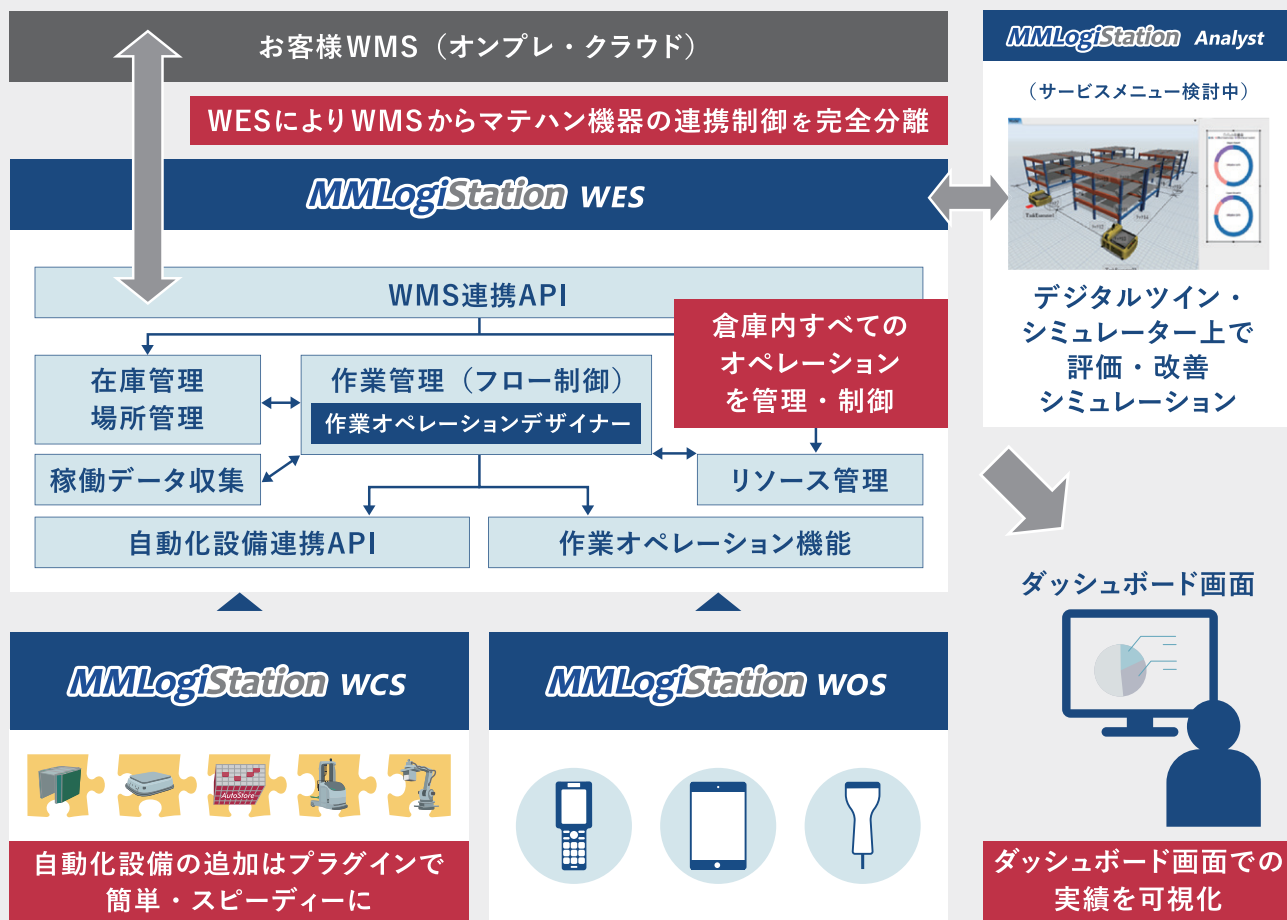 お客様WMS（オンプレ・クラウド）
WESによりWMSからマテハン機器の連携制御を完全分離
MMLogiStation WES
WMS連携API
倉庫内すべての
オペレーション
を管理・制御
在庫管理
場所管理
作業管理（フロー制御）
作業オペレーションデザイナー
稼働データ収集
リソース管理
自動化設備連携API
作業オペレーション機能
MMLogiStation WCS
AutoStore
自動化設備の追加はプラグインで
簡単・スピーディーに
MMLogiStation WOS
MMLogiStation Analyst
（サービスメニュー検討中）
デジタルツイン・
シミュレーター上で
評価・改善
シミュレーション
ダッシュボード画面
ダッシュボード画面での
実績を可視化